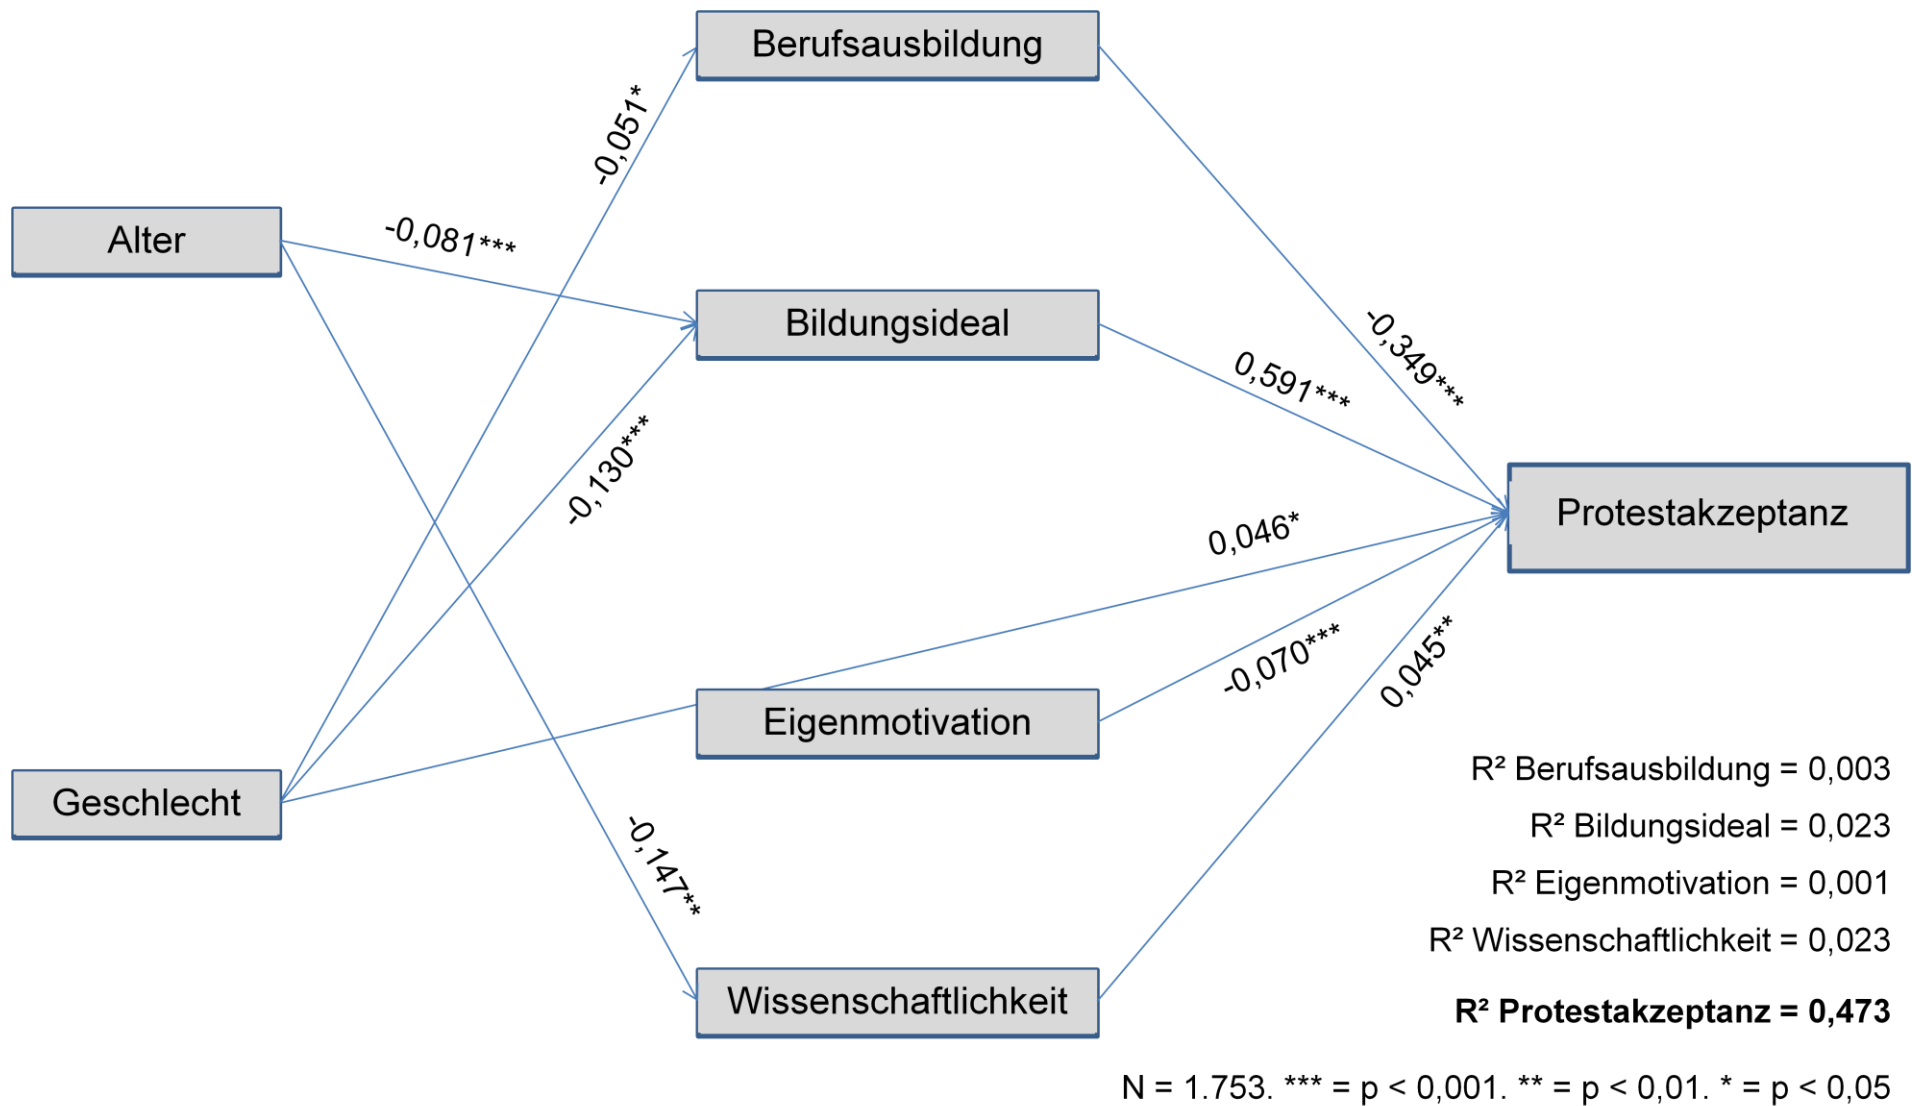 Berufsausbildung
-0,051*
Alter
-0,081***
Bildungsideal
-0,349***
0,591***
-0,130***
Protestakzeptanz
0,046*
-0,070***
0,045**
Eigenmotivation
Geschlecht
-0,147**
Wissenschaftlichkeit
R² Berufsausbildung = 0,003
R² Bildungsideal = 0,023
R² Eigenmotivation = 0,001
R² Wissenschaftlichkeit = 0,023
R² Protestakzeptanz = 0,473
N = 1.753. *** = p < 0,001. ** = p < 0,01. * = p < 0,05